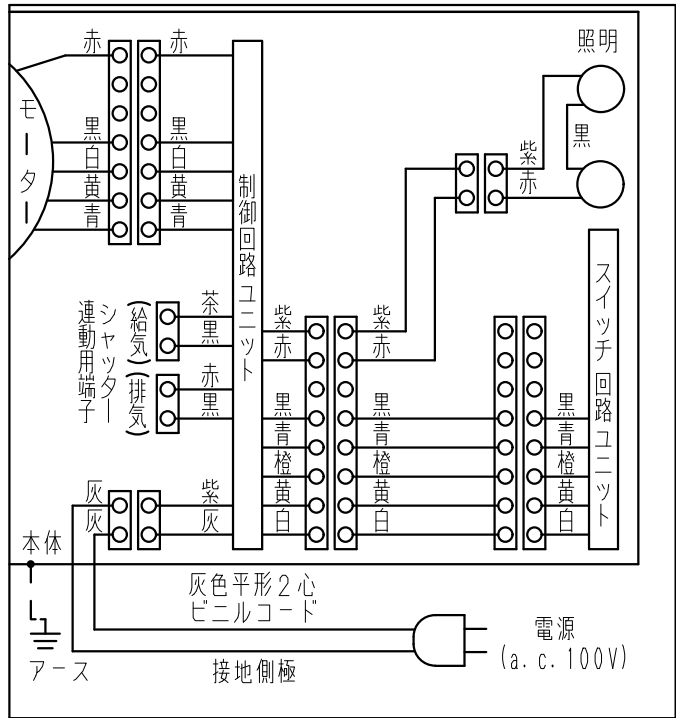 赤
赤
照明
モーター
黒
黒
白
白
黄
黄
青
青
制御回路ユニット
紫
赤
黒
スイッチ回路ユニット
シャッター
連動用端子
(給気)
茶
黒
(排気)
赤
黒
紫
赤
紫
赤
黒
青
橙
黄
白
黒
青
橙
黄
白
黒
青
橙
黄
白
灰
灰
紫
灰
本体
アース
灰色平形2心
ビニルコード
接地側極
電源
(a.c.100V)